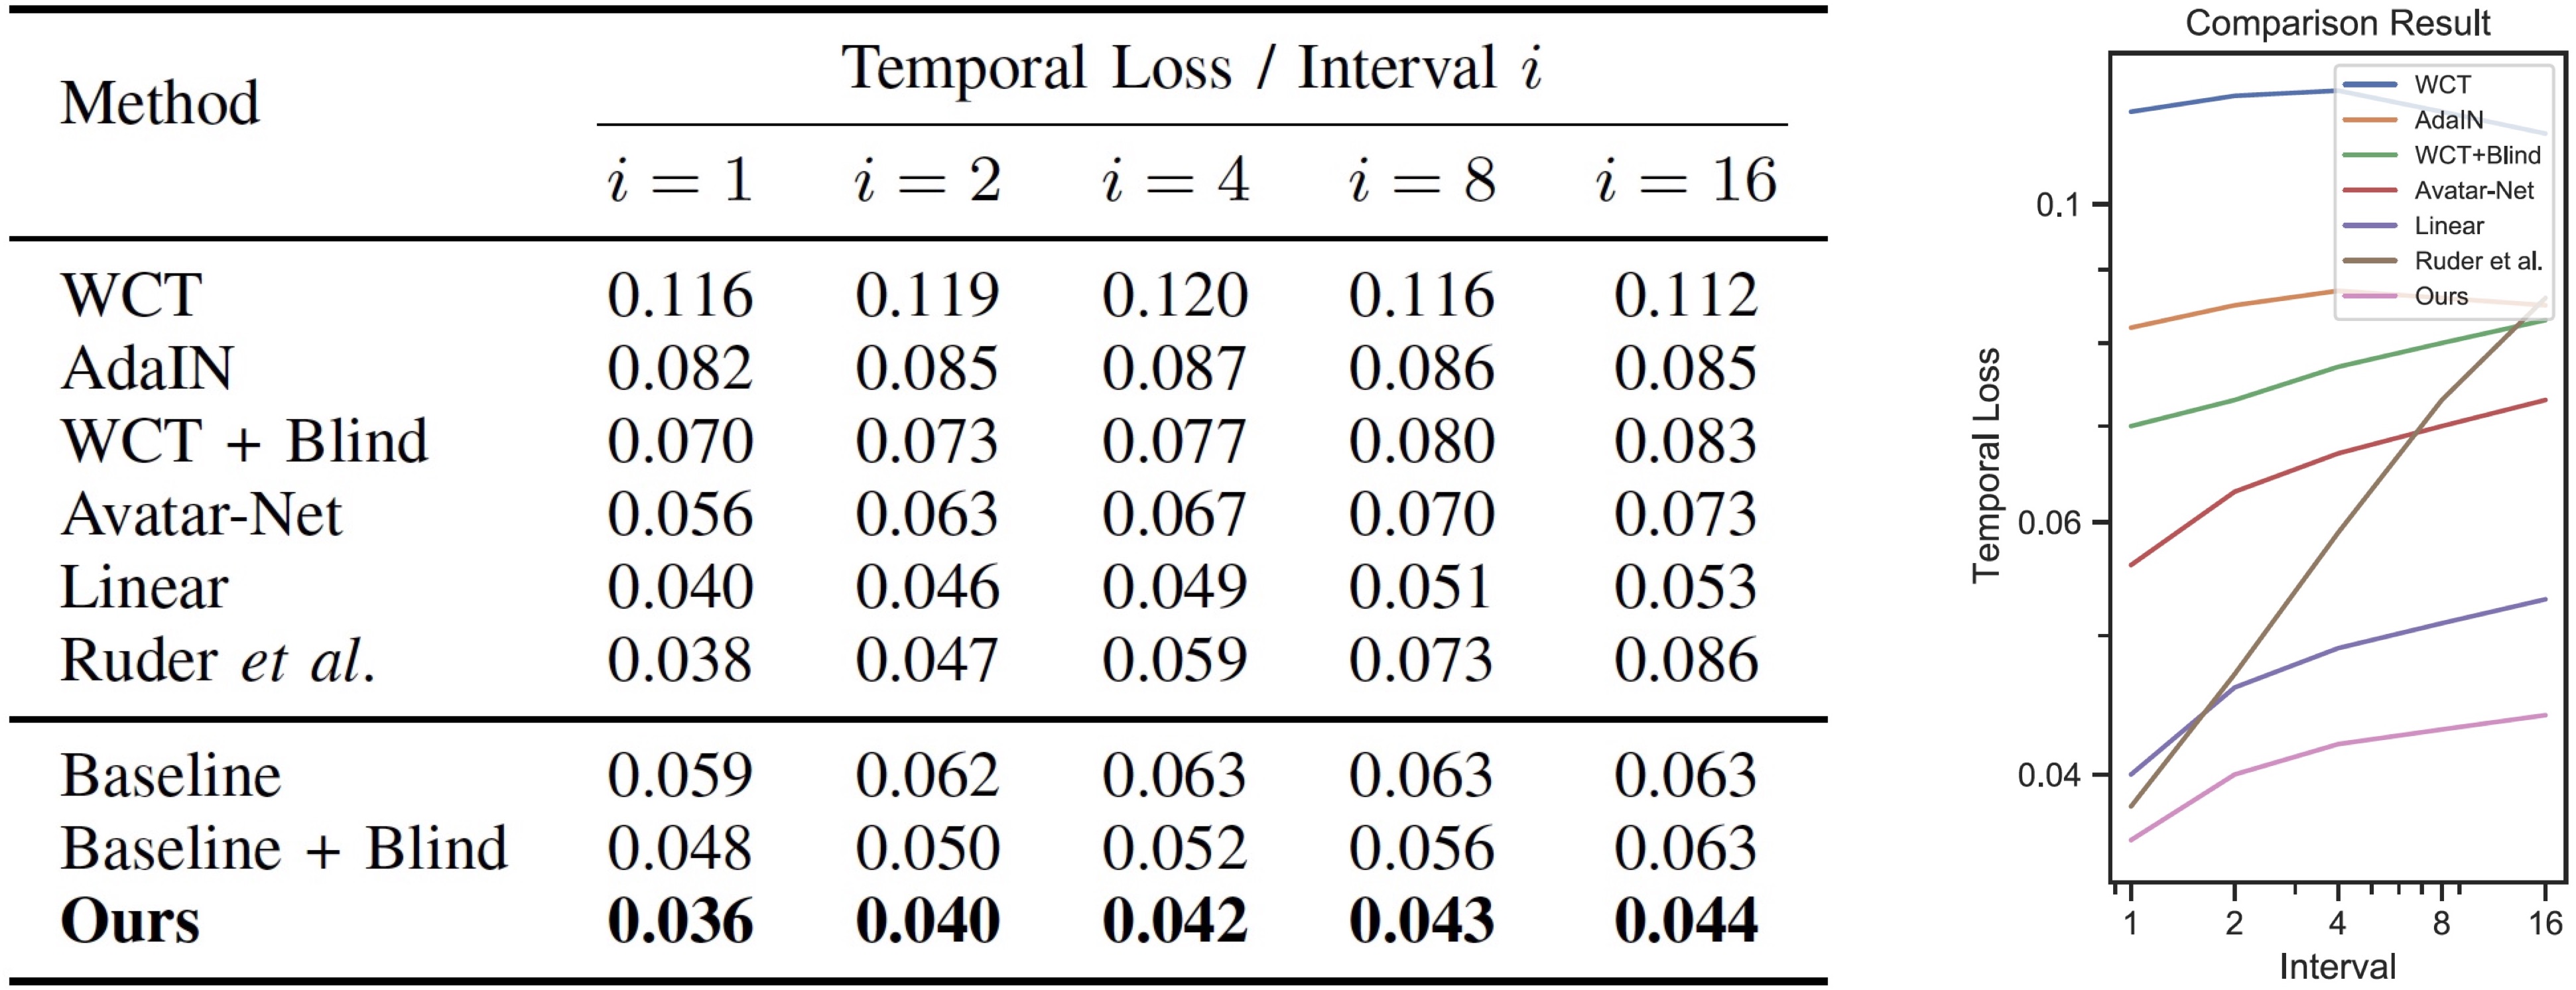 Method Temporal Loss / Interval i
i = 1 i = 2 i = 4 i = 8 i = 16
WCT 0.116 0.119 0.120 0.116 0.112
AdaIN 0.082 0.085 0.087 0.086 0.085
WCT + Blind 0.070 0.073 0.077 0.080 0.083
Avatar-Net 0.056 0.063 0.067 0.070 0.073
Linear 0.040 0.046 0.049 0.051 0.053
Ruder et al. 0.038 0.047 0.059 0.073 0.086
Baseline 0.059 0.062 0.063 0.063 0.063
Baseline + Blind 0.048 0.050 0.052 0.056 0.063
Ours 0.036 0.040 0.042 0.043 0.044
Comparison Result
WCT
AdaIN
WCT+Blind
Avatar-Net
Linear
Ruder et al.
Ours
Temporal Loss
0.1
0.06
0.04
1 2 4 8 16
Interval